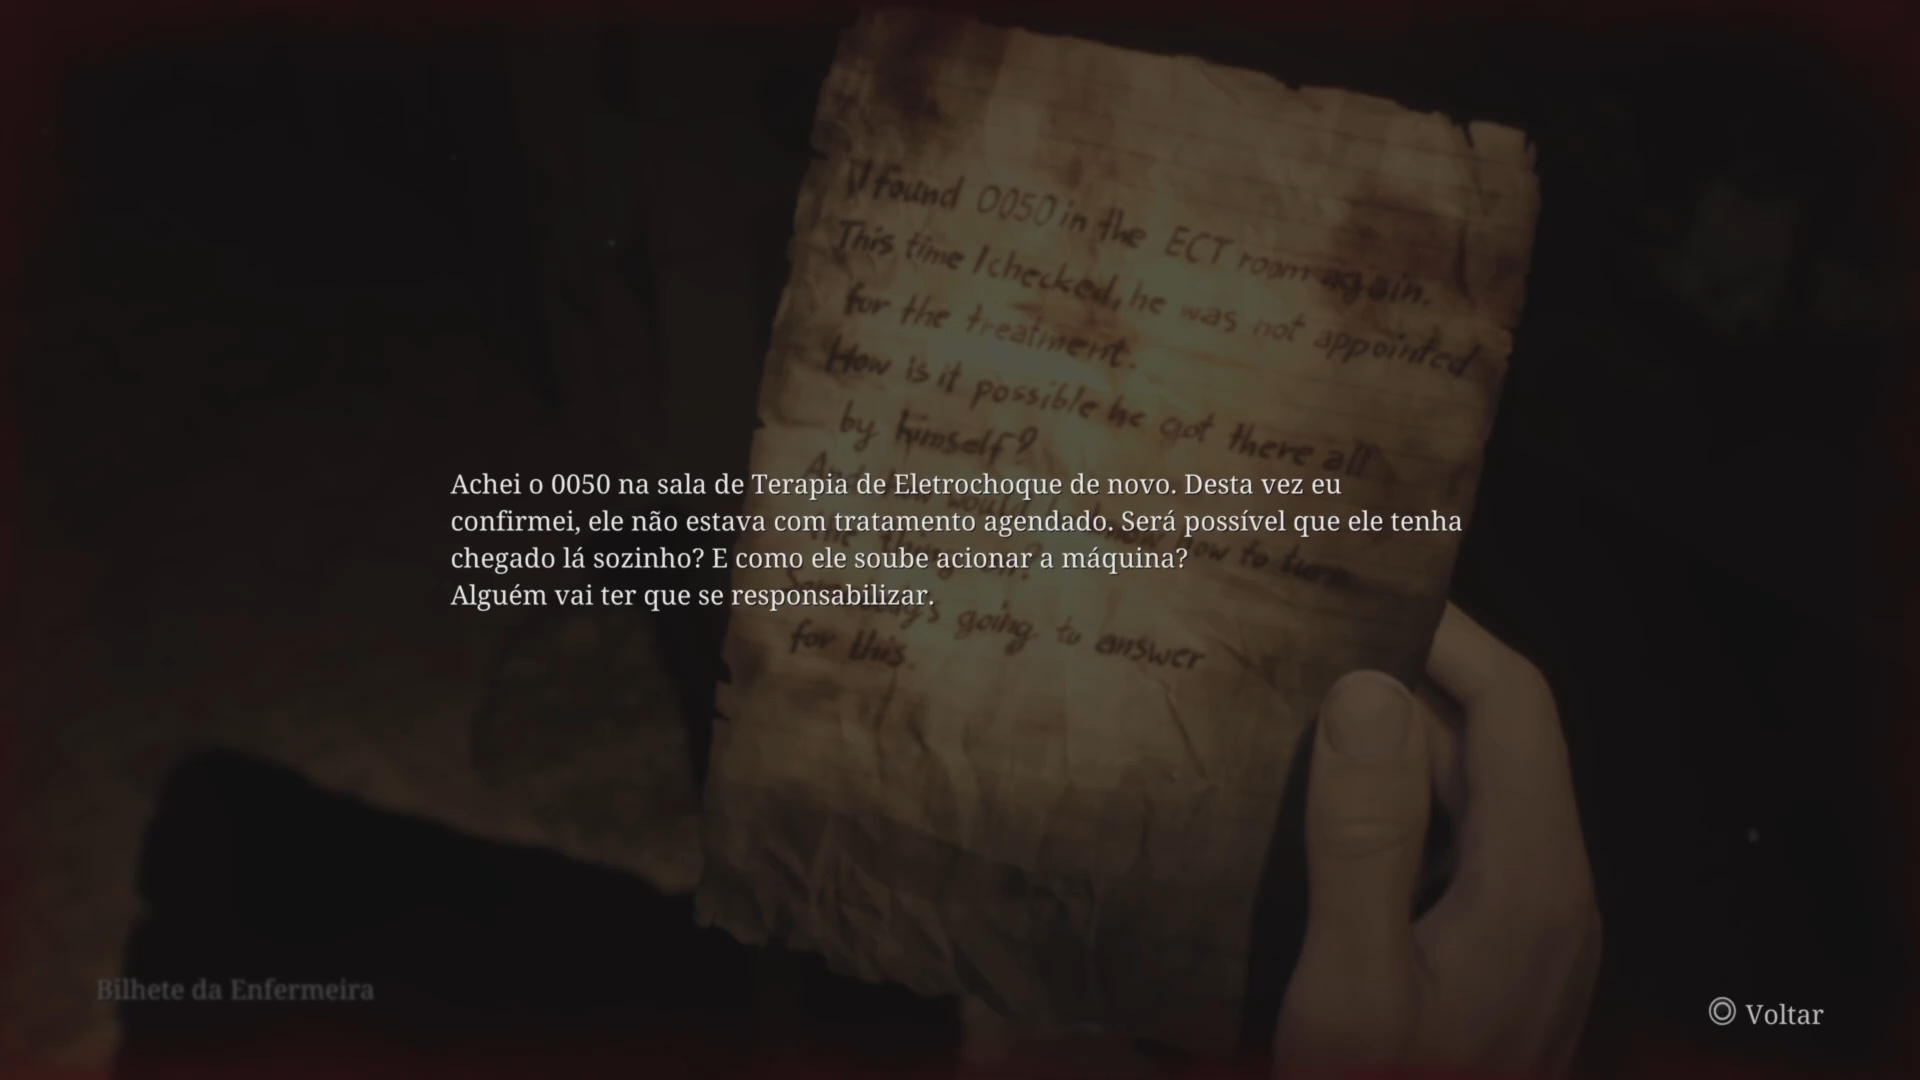 I found 0050 in the ECT room again.
This time I checked, he was not appointed
for the treatment.
How is it possible he got there all
by himself?
how to turn
going to answer
for this.
Achei o 0050 na sala de Terapia de Eletrochoque de novo. Desta vez eu
confirmei, ele não estava com tratamento agendado. Será possível que ele tenha
chegado lá sozinho? E como ele soube acionar a máquina?
Alguém vai ter que se responsabilizar.
Bilhete da Enfermeira
Voltar